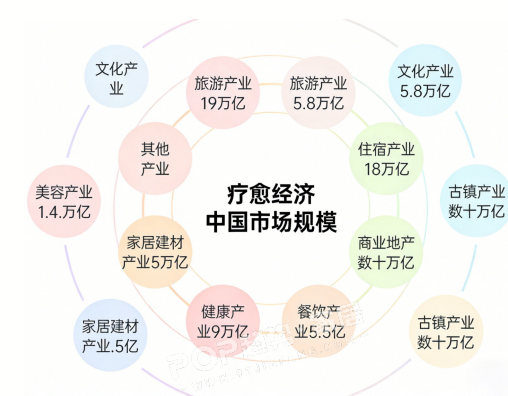 文化产
业
旅游产业
19万亿
旅游产业
5.8万亿
文化产业
5.8万亿
其他
产业
住宿产业
18万亿
疗愈经济
中国市场规模
美容产业
1.4.万亿
古镇产业
数十万亿
家居建材
产业5万亿
商业地产
数十万亿
健康产
业9万亿
餐饮产
业5.5亿
家居建材
产业.5亿
古镇产业
数十万亿